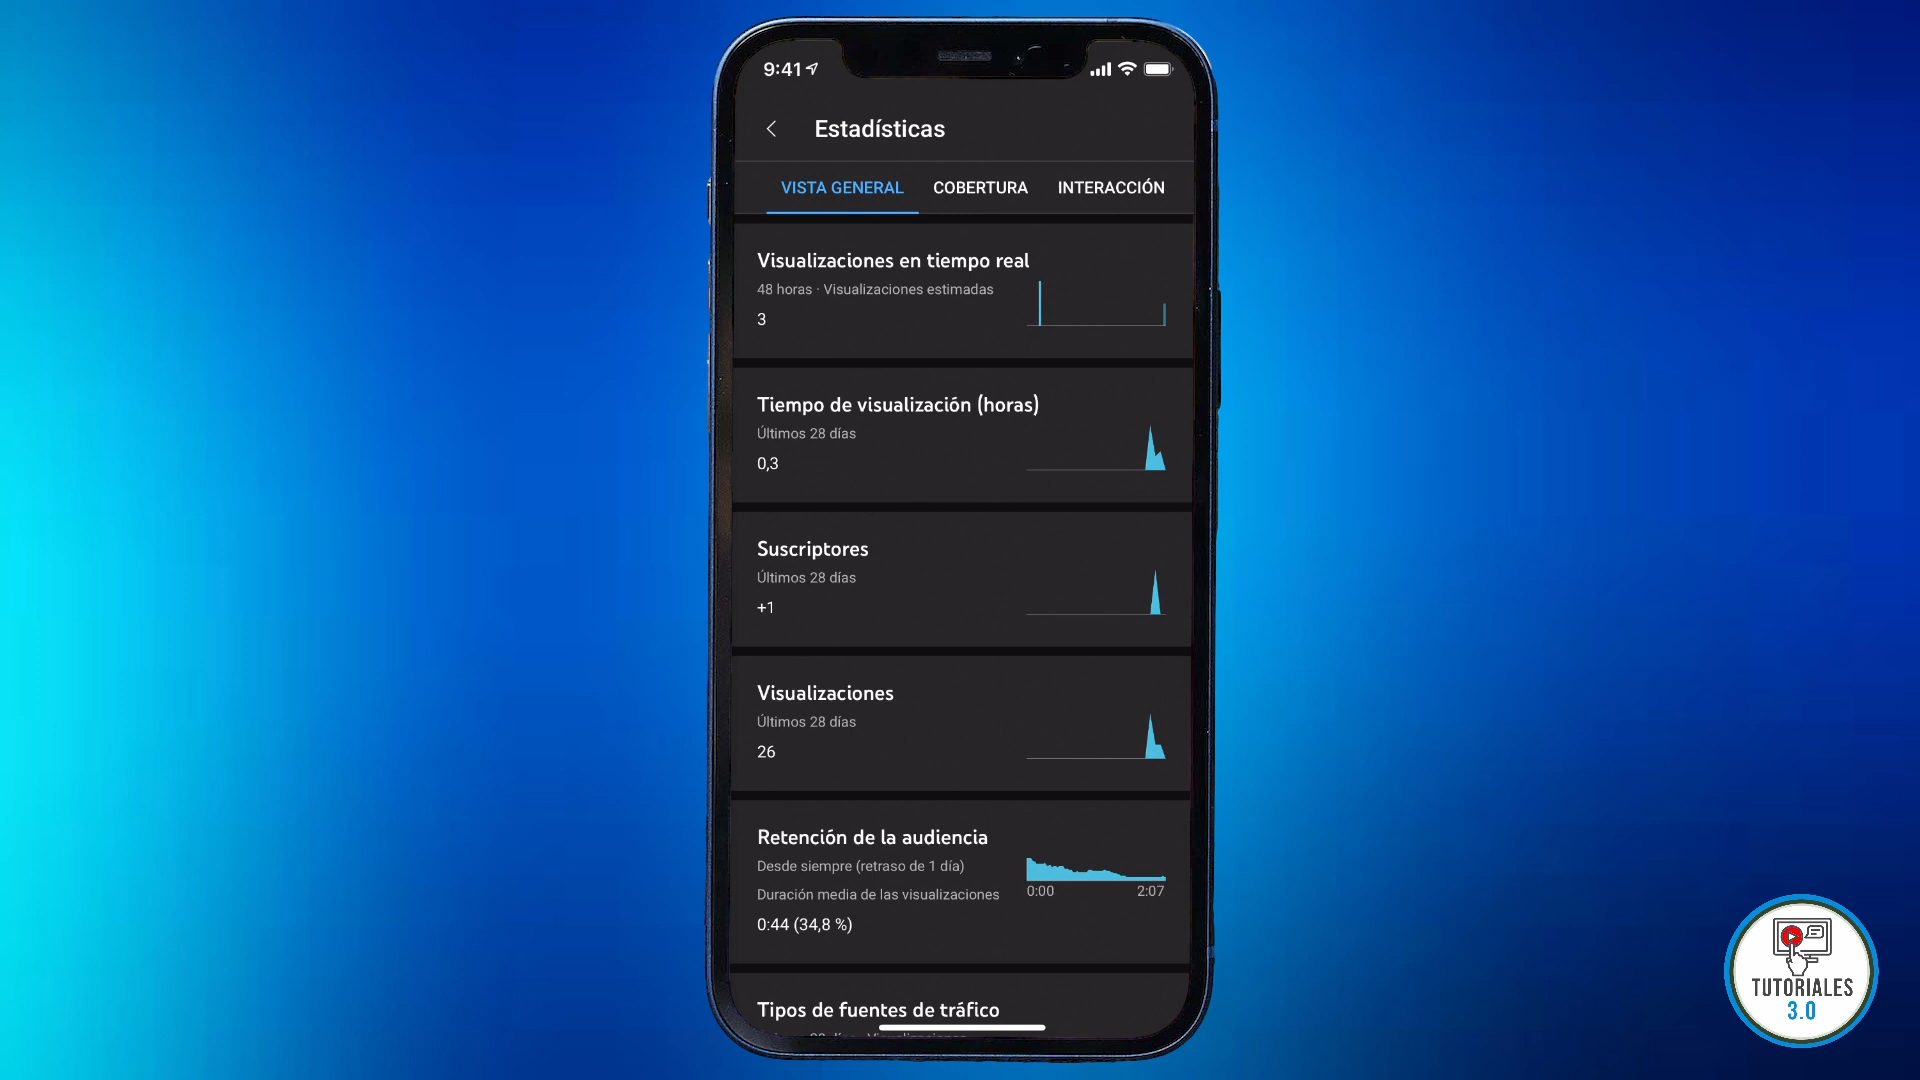 9:41
Estadísticas
VISTA GENERAL COBERTURA INTERACCIÓN
Visualizaciones en tiempo real
48 horas · Visualizaciones estimadas
3
Tiempo de visualización (horas)
Últimos 28 días
0,3
Suscriptores
Últimos 28 días
+1
Visualizaciones
Últimos 28 días
26
Retención de la audiencia
Desde siempre (retraso de 1 día)
Duración media de las visualizaciones
0:44 (34,8 %)
0:00 2:07
Tipos de fuentes de tráfico
TUTORIALES
3.0